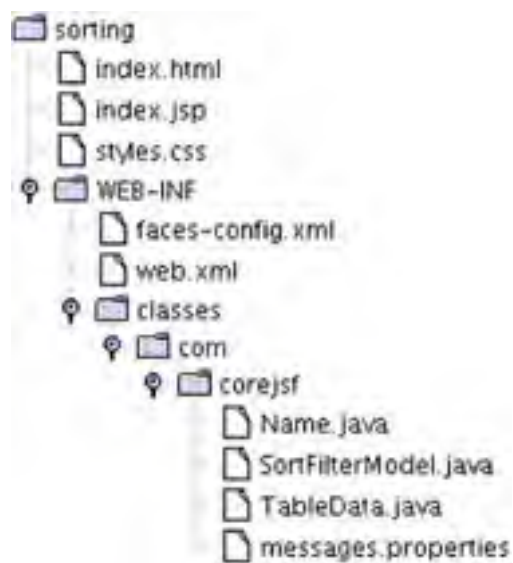 sorting
index.html
index.jsp
styles.css
WEB-INF
faces-config.xml
web.xml
classes
com
corejsf
Name.java
SortFilterModel.java
TableData.java
messages.properties